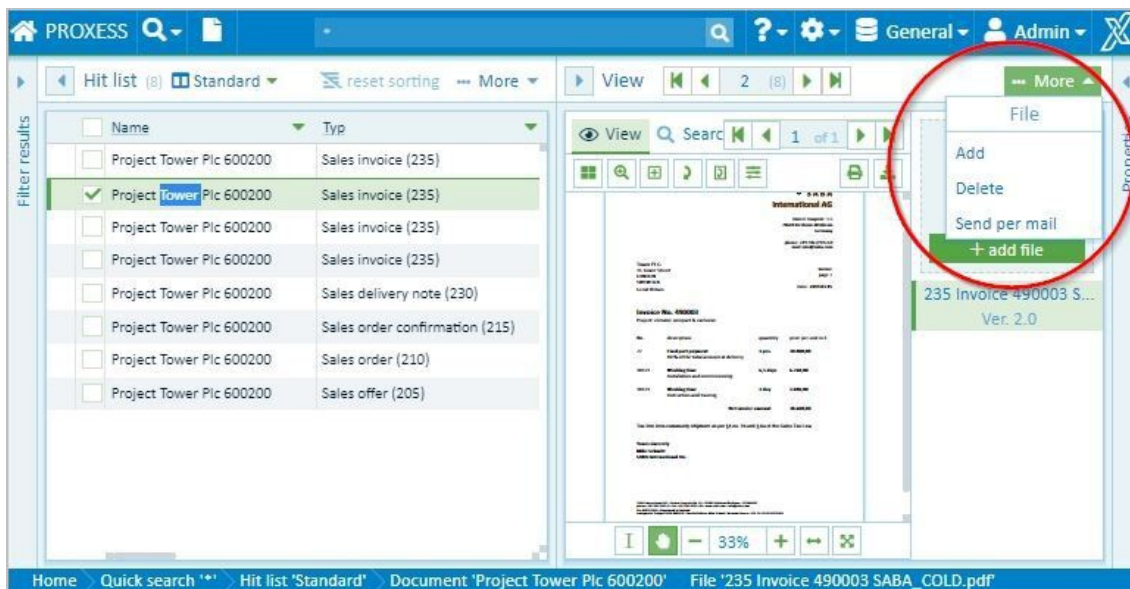 PROXESS
*
? General Admin
Hit list (8) Standard reset sorting ... More
View 2 (8) ... More
File
Add
Delete
Send per mail
+ add file
235 Invoice 490003 S...
Ver. 2.0
Filter results
Name Typ
Project Tower Plc 600200 Sales invoice (235)
Project Tower Plc 600200 Sales invoice (235)
Project Tower Plc 600200 Sales invoice (235)
Project Tower Plc 600200 Sales invoice (235)
Project Tower Plc 600200 Sales delivery note (230)
Project Tower Plc 600200 Sales order confirmation (215)
Project Tower Plc 600200 Sales order (210)
Project Tower Plc 600200 Sales offer (205)
View Searc 1 of 1
SABA
International AG
Invoice No. 490003
33%
Home Quick search '*' Hit list 'Standard' Document 'Project Tower Plc 600200' File '235 Invoice 490003 SABA_COLD.pdf'